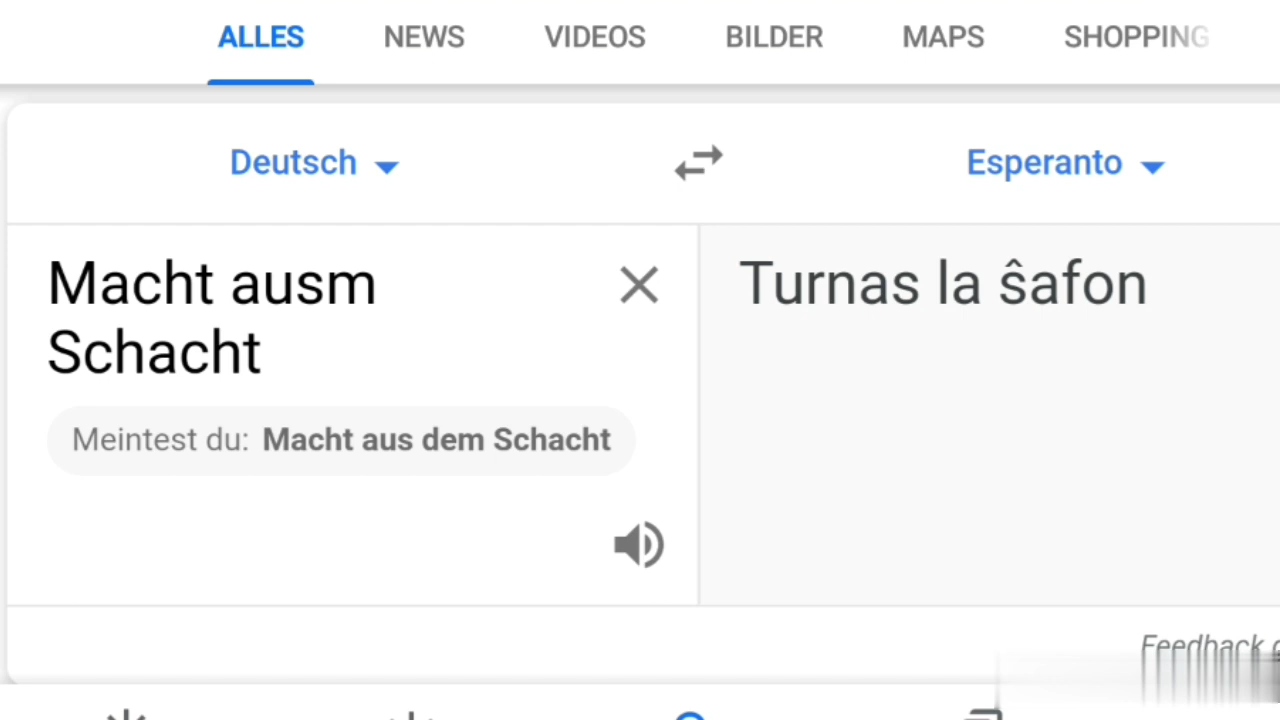 ALLES NEWS VIDEOS BILDER MAPS SHOPPING
Deutsch Esperanto
Macht ausm
Schacht
Turnas la ŝafon
Meintest du: Macht aus dem Schacht
Feedback